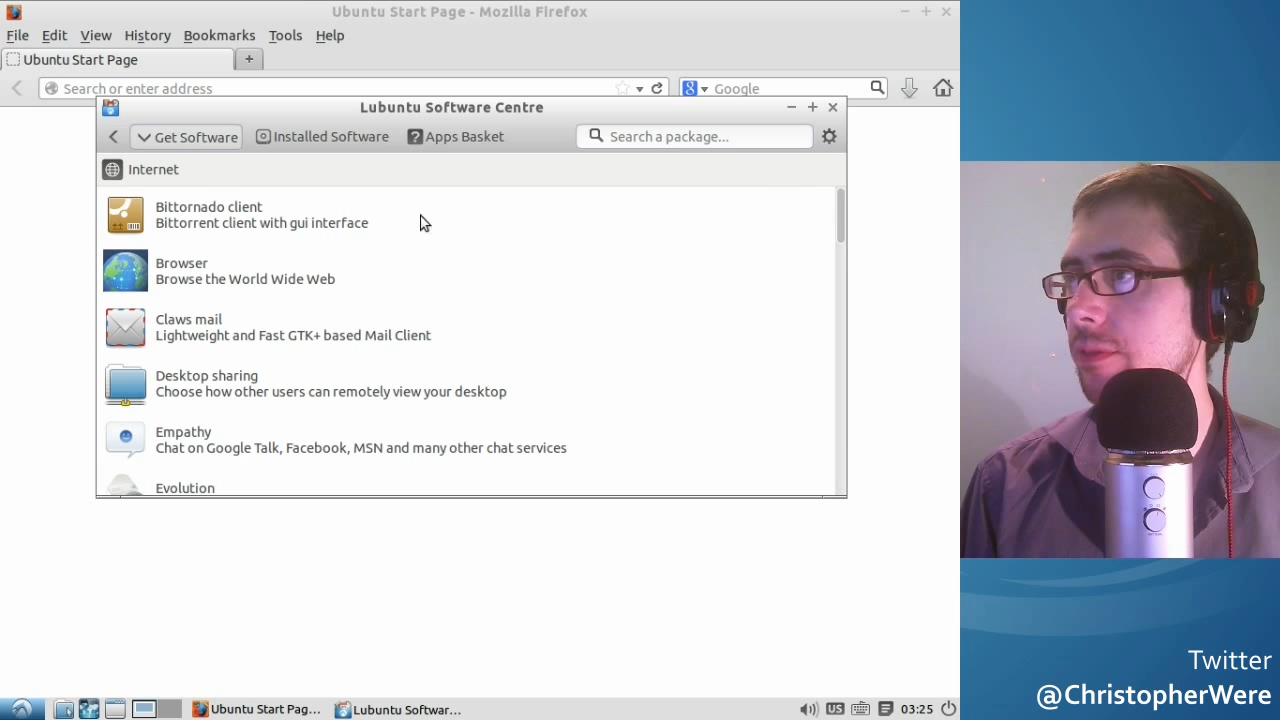 Ubuntu Start Page - Mozilla Firefox
File Edit View History Bookmarks Tools Help
Ubuntu Start Page
Search or enter address
Google
Lubuntu Software Centre
Get Software Installed Software Apps Basket
Search a package...
Internet
Bittornado client
Bittorrent client with gui interface
Browser
Browse the World Wide Web
Claws mail
Lightweight and Fast GTK+ based Mail Client
Desktop sharing
Choose how other users can remotely view your desktop
Empathy
Chat on Google Talk, Facebook, MSN and many other chat services
Evolution
Ubuntu Start Pag...
Lubuntu Softwar...
US
03:25
Twitter
@ChristopherWere